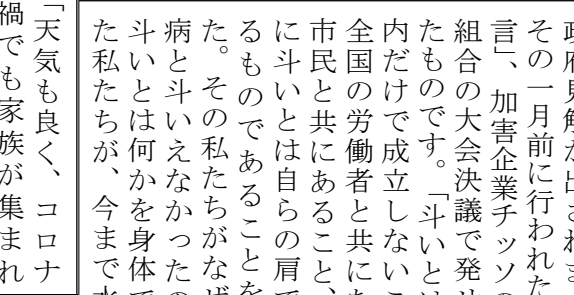 政府見解が出されま
その一月前に行われた
言」、加害企業チッソの
組合の大会決議で発せ
たものです。「斗いとは
内だけで成立しないこ
全国の労働者と共にた
市民と共にあること、
に斗いとは自らの肩で
るものであることを
た。その私たちがなぜ
病と斗いえなかったの
斗いとは何かを身体で
た私たちが、今まで水
「天気も良く、コロナ
禍でも家族が集まれ